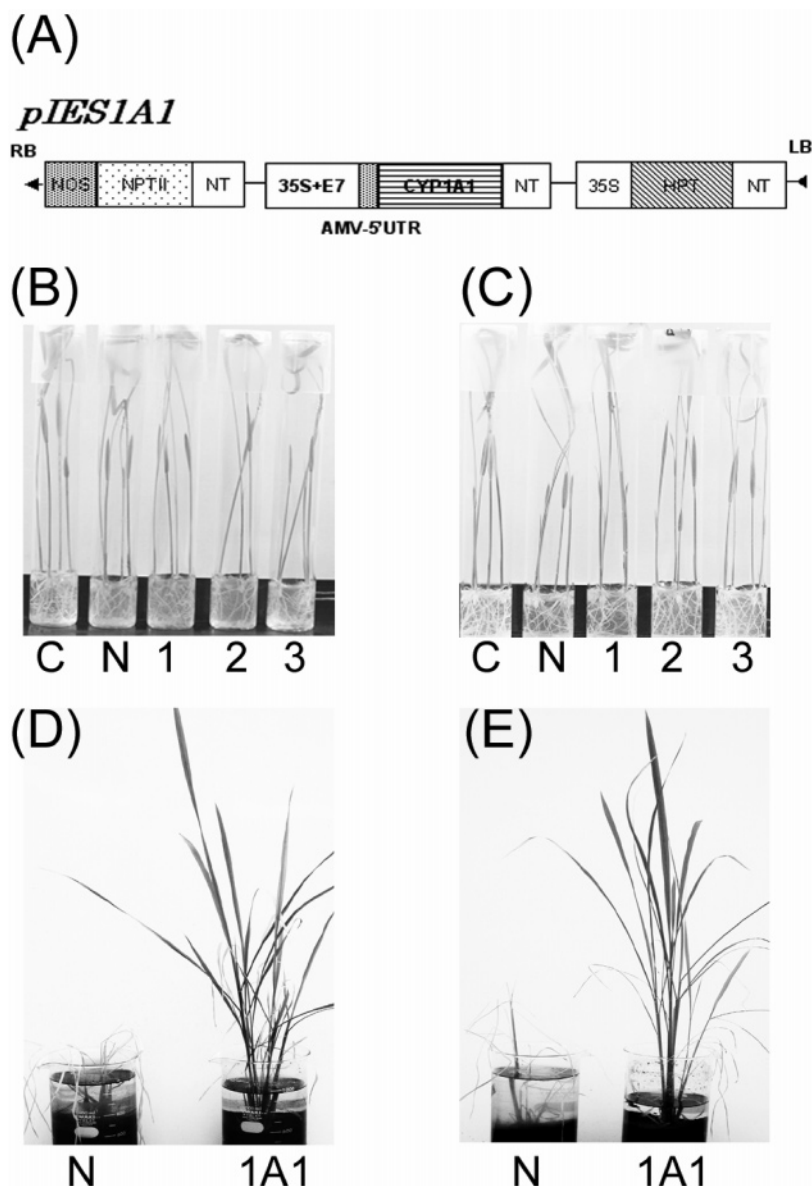 (A)
pIES1A1
RB
LB
NOS NPTII NT 35S+E7 CYP1A1 NT 35S HPT NT
AMV-5'UTR
(B)
(C)
C N 1 2 3
C N 1 2 3
(D)
(E)
N 1A1
N 1A1